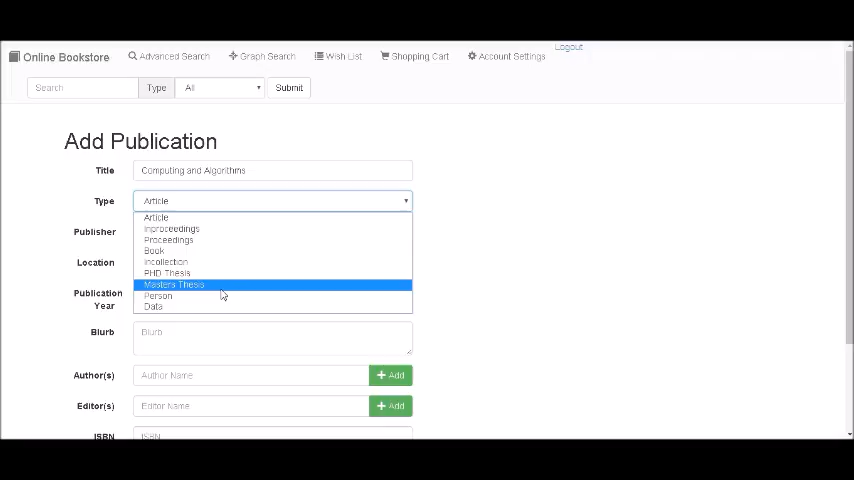 Online Bookstore Advanced Search Graph Search Wish List Shopping Cart Account Settings Logout
Search Type All Submit
Add Publication
Title Computing and Algorithms
Type Article
Article
Inproceedings
Proceedings
Book
Incollection
PHD Thesis
Masters Thesis
Person
Data
Publisher
Location
Publication
Year
Blurb Blurb
Author(s) Author Name Add
Editor(s) Editor Name Add
ISBN ISBN